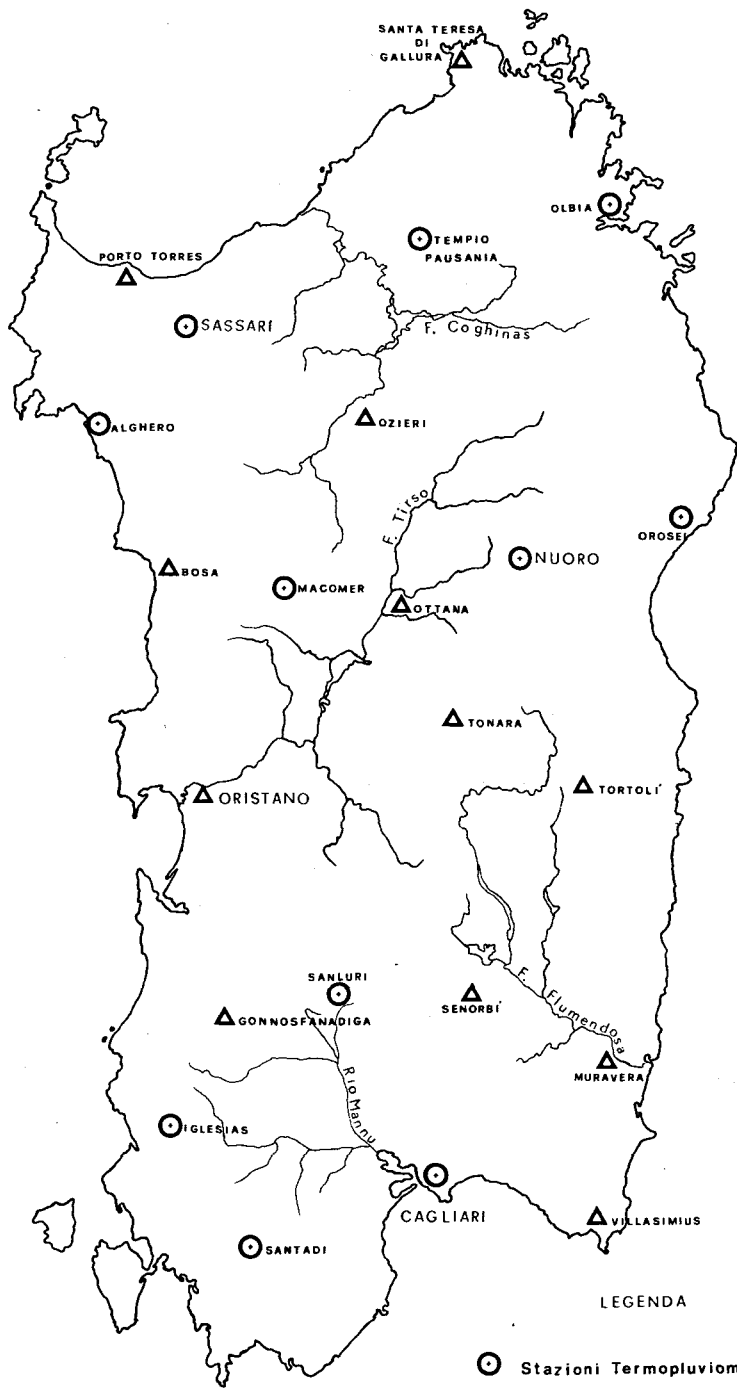 SANTA TERESA
DI
GALLURA
OLBIA
TEMPIO
PAUSANIA
PORTO TORRES
SASSARI
F. Coghinas
ALGHERO
OZIERI
F. Tirso
OROSEI
NUORO
BOSA
MACOMER
OTTANA
TONARA
TORTOLI'
ORISTANO
SANLURI
GONNOSFANADIGA
SENORBI'
F. Flumendosa
MURAVERA
Rio Mannu
IGLESIAS
CAGLIARI
VILLASIMIUS
SANTADI
LEGENDA
Stazioni Termopluviom